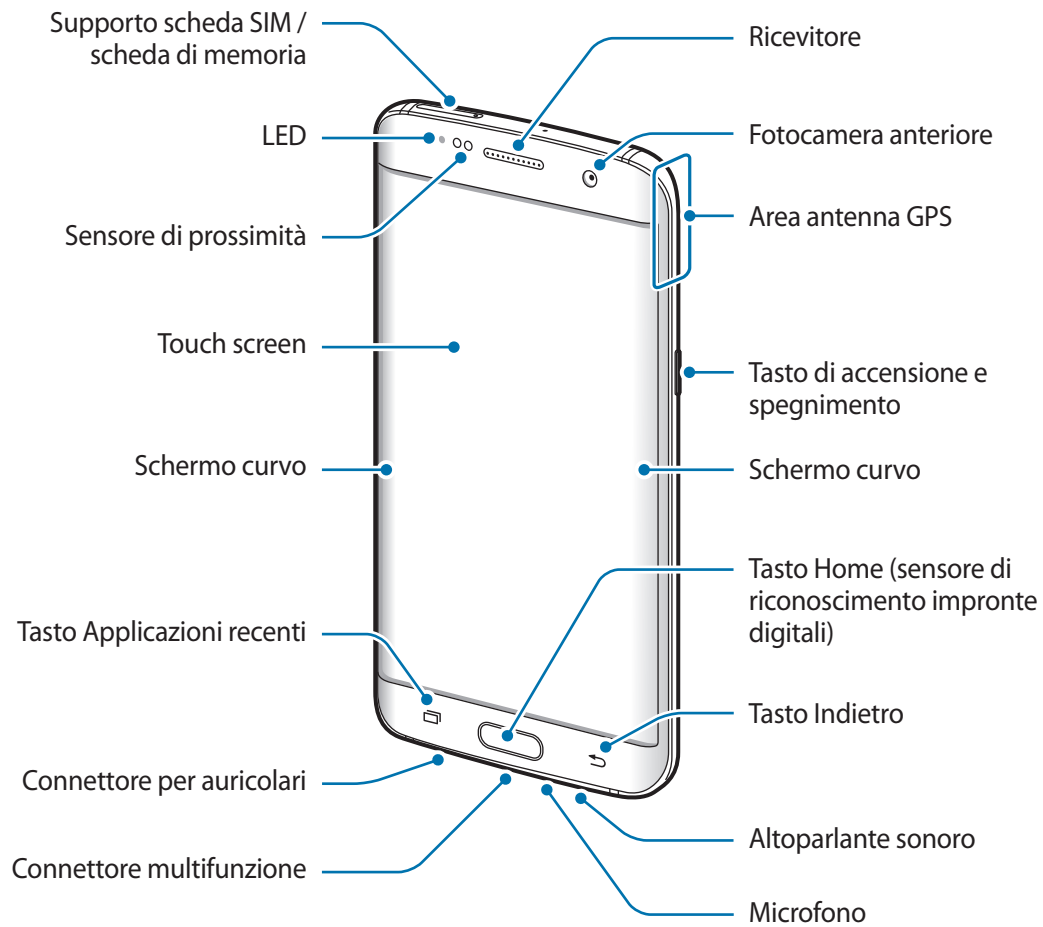 Supporto scheda SIM /
scheda di memoria
LED
Sensore di prossimità
Touch screen
Schermo curvo
Tasto Applicazioni recenti
Connettore per auricolari
Connettore multifunzione
Ricevitore
Fotocamera anteriore
Area antenna GPS
Tasto di accensione e
spegnimento
Schermo curvo
Tasto Home (sensore di
riconoscimento impronte
digitali)
Tasto Indietro
Altoparlante sonoro
Microfono